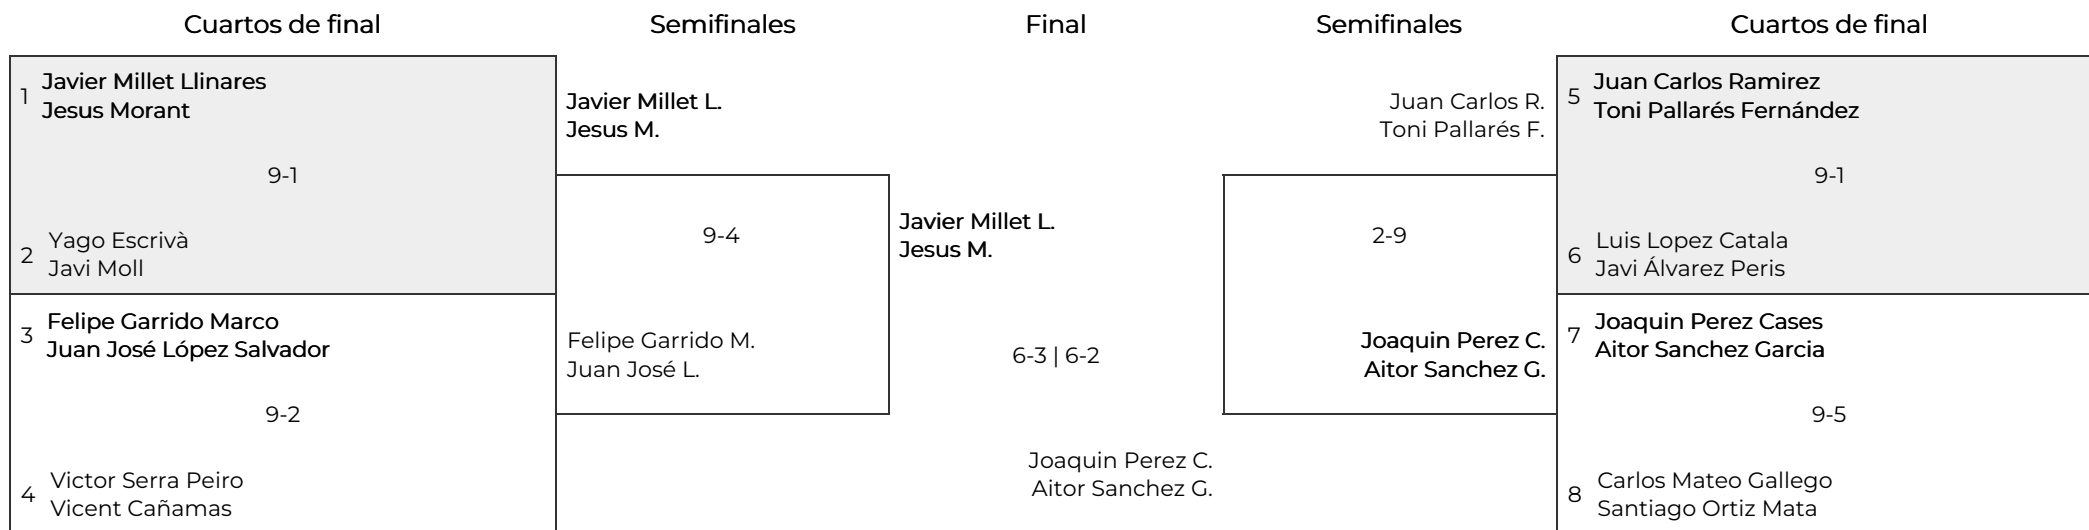 Cuartos de final
Semifinales
Final
Semifinales
Cuartos de final
1
Javier Millet Llinares
Jesus Morant
9-1
2
Yago Escrivà
Javi Moll
3
Felipe Garrido Marco
Juan José López Salvador
9-2
4
Victor Serra Peiro
Vicent Cañamas
Javier Millet L.
Jesus M.
9-4
Felipe Garrido M.
Juan José L.
Javier Millet L.
Jesus M.
6-3 | 6-2
Joaquin Perez C.
Aitor Sanchez G.
Juan Carlos R.
Toni Pallarés F.
2-9
Joaquin Perez C.
Aitor Sanchez G.
5
Juan Carlos Ramirez
Toni Pallarés Fernández
9-1
6
Luis Lopez Catala
Javi Álvarez Peris
7
Joaquin Perez Cases
Aitor Sanchez Garcia
9-5
8
Carlos Mateo Gallego
Santiago Ortiz Mata